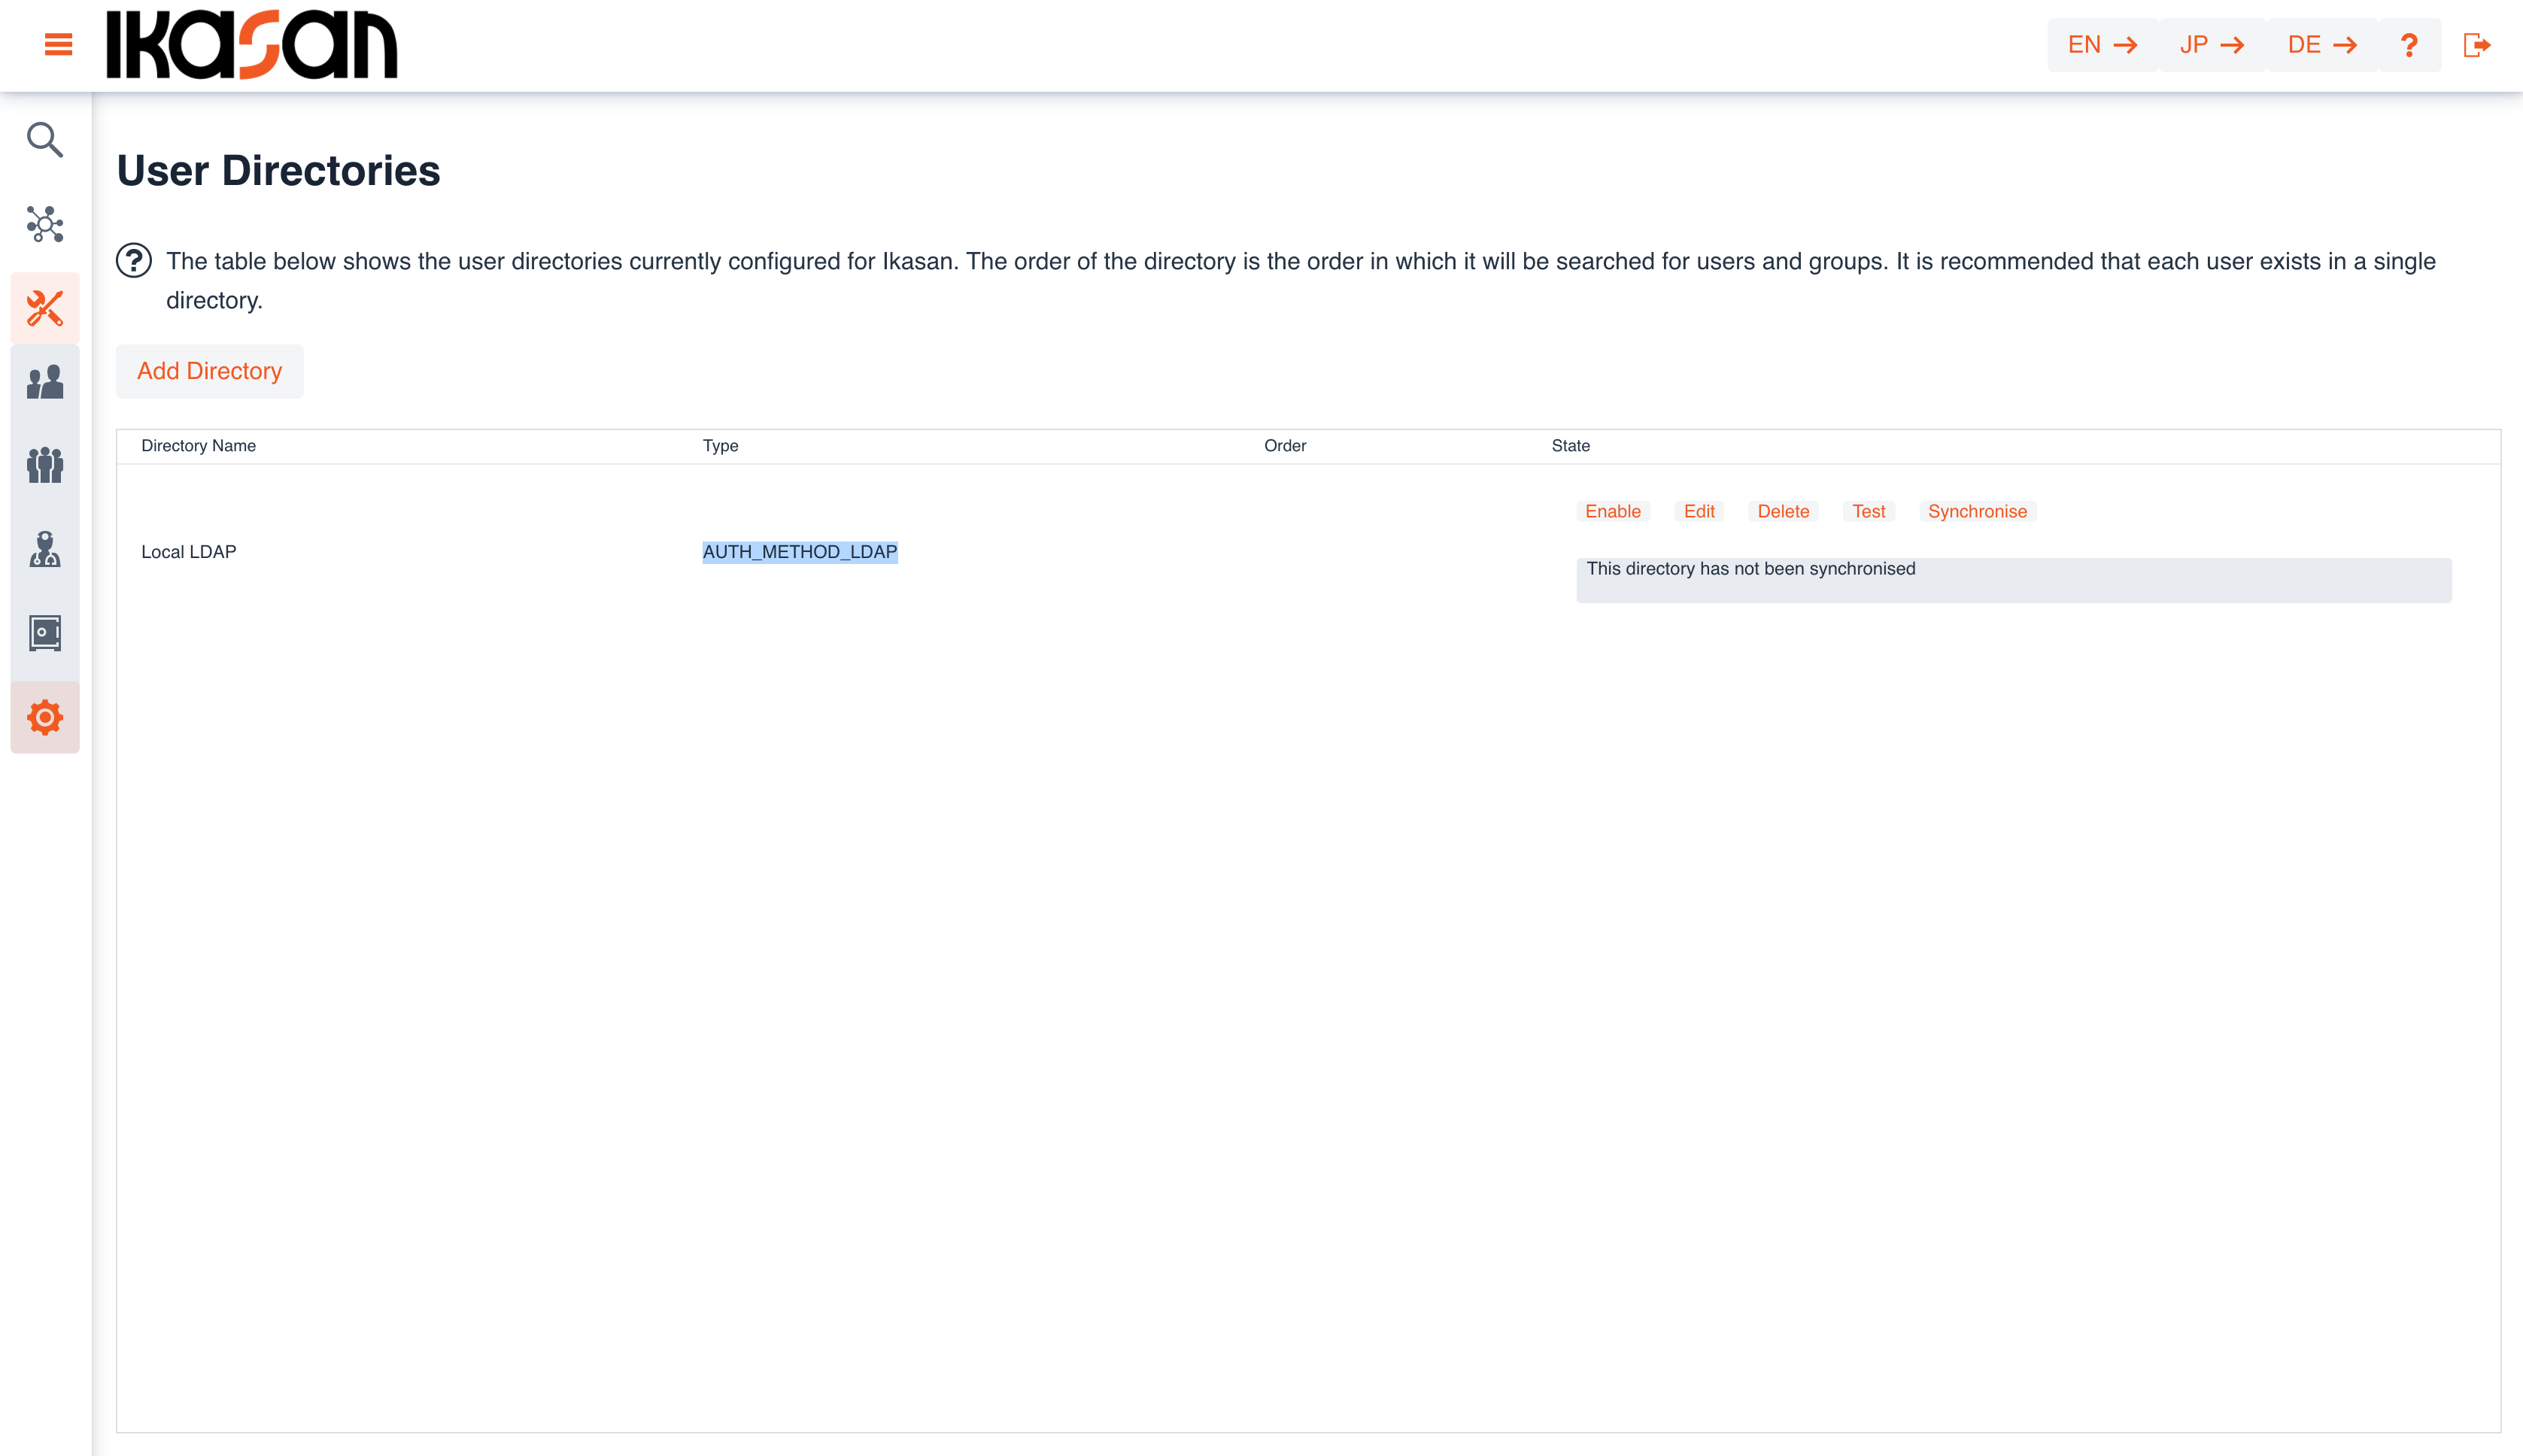 Ikasan
EN JP DE ?
User Directories
? The table below shows the user directories currently configured for Ikasan. The order of the directory is the order in which it will be searched for users and groups. It is recommended that each user exists in a single
directory.
Add Directory
Directory Name Type Order State
Enable Edit Delete Test Synchronise
Local LDAP AUTH_METHOD_LDAP
This directory has not been synchronised